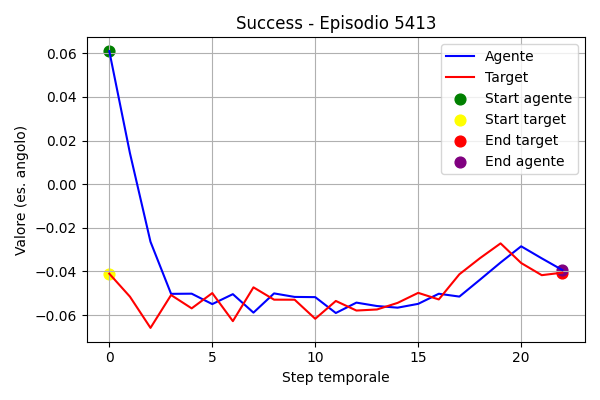 Success - Episodio 5413
Agente
Target
Start agente
Start target
End target
End agente
0.06
0.04
0.02
0.00
−0.02
−0.04
−0.06
Valore (es. angolo)
0
5
10
15
20
Step temporale